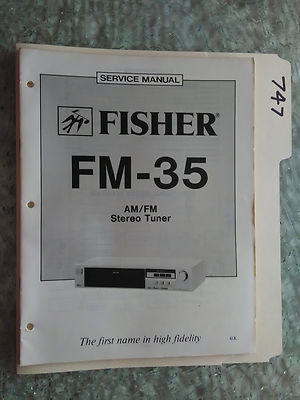 SERVICE MANUAL
FISHER®
FM-35
AM/FM
Stereo Tuner
The first name in high fidelity
747